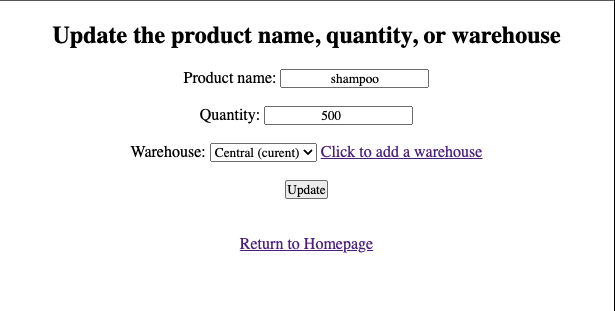 Update the product name, quantity, or warehouse
Product name: shampoo
Quantity: 500
Warehouse: Central (curent) Click to add a warehouse
Update
Return to Homepage